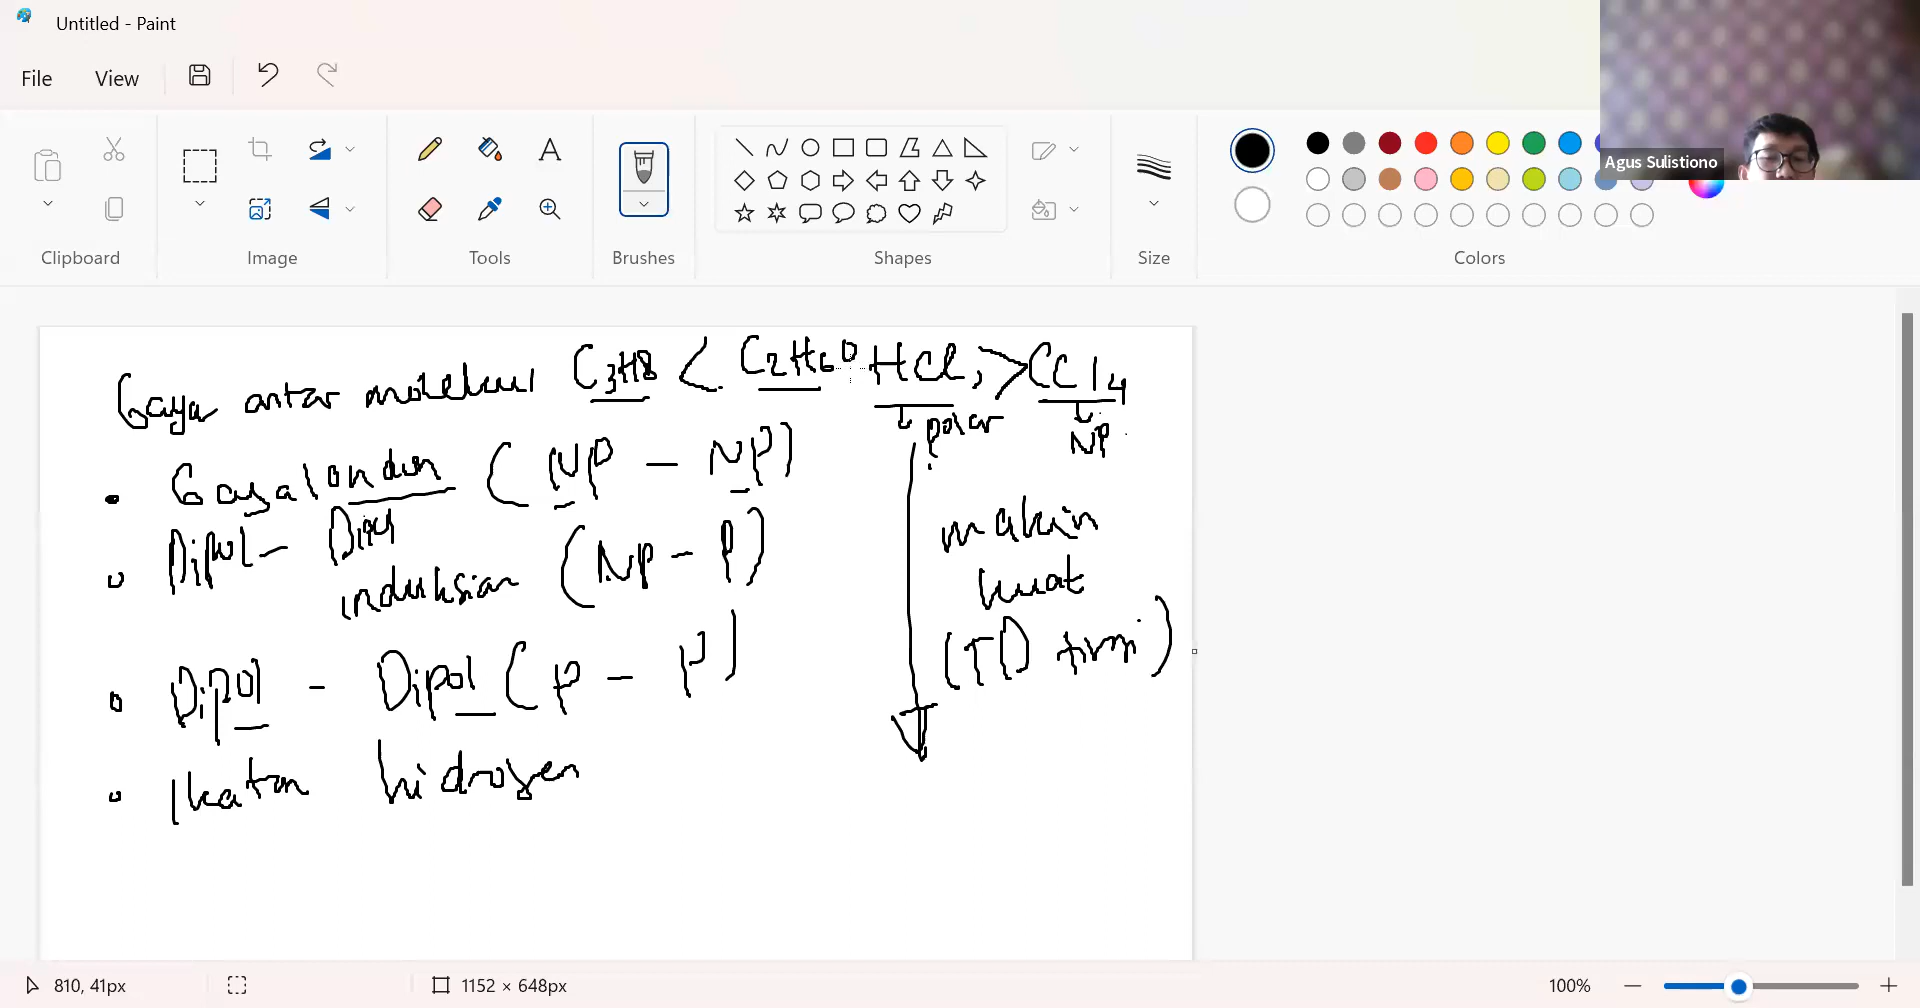 Untitled - Paint
File View
Agus Sulistiono
Clipboard Image Tools Brushes Shapes Size Colors
Gaya antar molekul C3H8 < C2H6O HCl, > CCl4
polar NP
• Gaya london (NP - NP)
• Dipol - Dipol
induksian (NP - P)
makin
kuat
• Dipol - Dipol (P - P)
• Ikatan hidrogen
810, 41px 1152 × 648px 100%